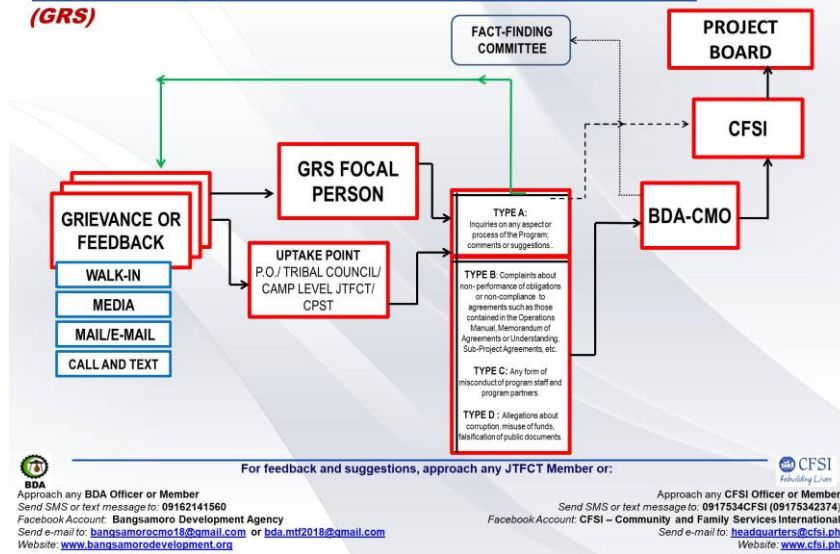 (GRS)
FACT-FINDING
COMMITTEE
PROJECT
BOARD
CFSI
GRS FOCAL
PERSON
GRIEVANCE OR
FEEDBACK
BDA-CMO
TYPE A:
Inquiries on any aspect or
process of the Program;
comments or suggestions.
UPTAKE POINT
P.O./ TRIBAL COUNCIL/
CAMP LEVEL JTFCT/
CPST
WALK-IN
MEDIA
MAIL/E-MAIL
CALL AND TEXT
TYPE B: Complaints about
non- performance of obligations
or non-compliance to
agreements such as those
contained in the Operations
Manual, Memorandum of
Agreements or Understanding,
Sub-Project Agreements, etc.
TYPE C: Any form of
misconduct of program staff and
program partners.
TYPE D : Allegations about
corruption, misuse of funds,
falsification of public documents.
For feedback and suggestions, approach any JTFCT Member or:
BDA
Approach any BDA Officer or Member
Send SMS or text message to: 09162141560
Facebook Account: Bangsamoro Development Agency
Send e-mail to: bangsamorocmo18@gmail.com or bda.mtf2018@gmail.com
Website: www.bangsamorodevelopment.org
CFSI
Rebuilding Lives
Approach any CFSI Officer or Member
Send SMS or text message to: 0917534CFSI (09175342374)
Facebook Account: CFSI – Community and Family Services International
Send e-mail to: headquarters@cfsi.ph
Website: www.cfsi.ph